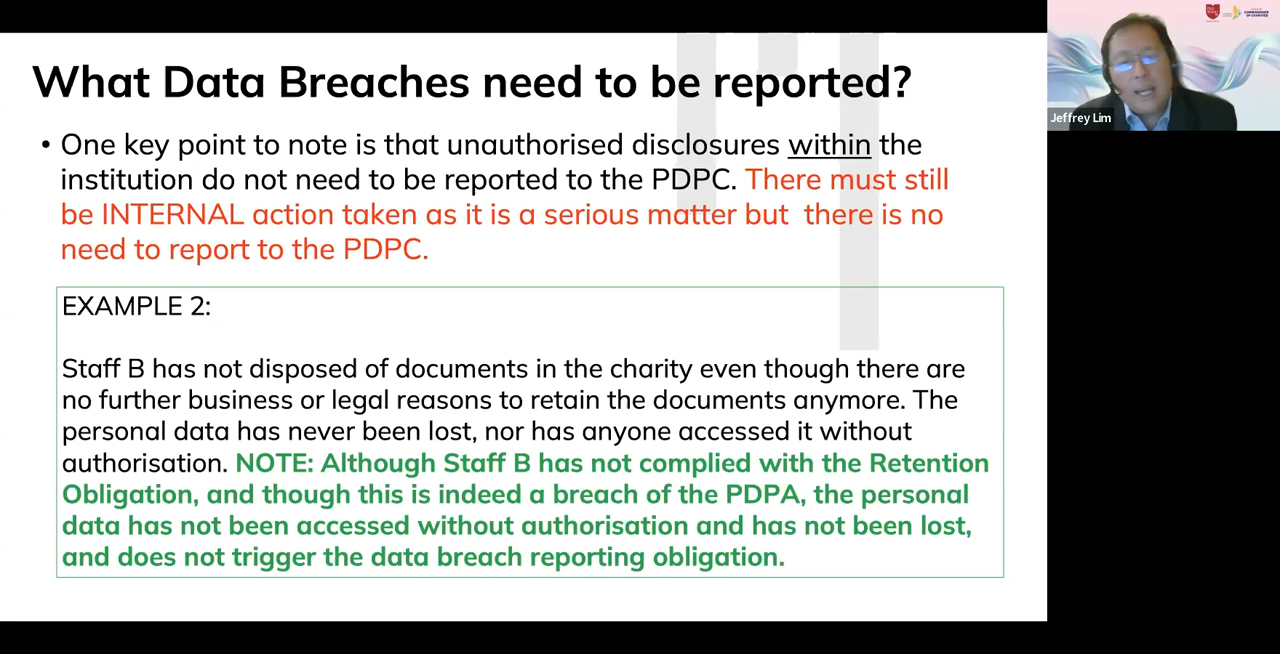 What Data Breaches need to be reported?
• One key point to note is that unauthorised disclosures within the
institution do not need to be reported to the PDPC. There must still
be INTERNAL action taken as it is a serious matter but  there is no
need to report to the PDPC.
EXAMPLE 2:
Staff B has not disposed of documents in the charity even though there are
no further business or legal reasons to retain the documents anymore. The
personal data has never been lost, nor has anyone accessed it without
authorisation. NOTE: Although Staff B has not complied with the Retention
Obligation, and though this is indeed a breach of the PDPA, the personal
data has not been accessed without authorisation and has not been lost,
and does not trigger the data breach reporting obligation.
Jeffrey Lim